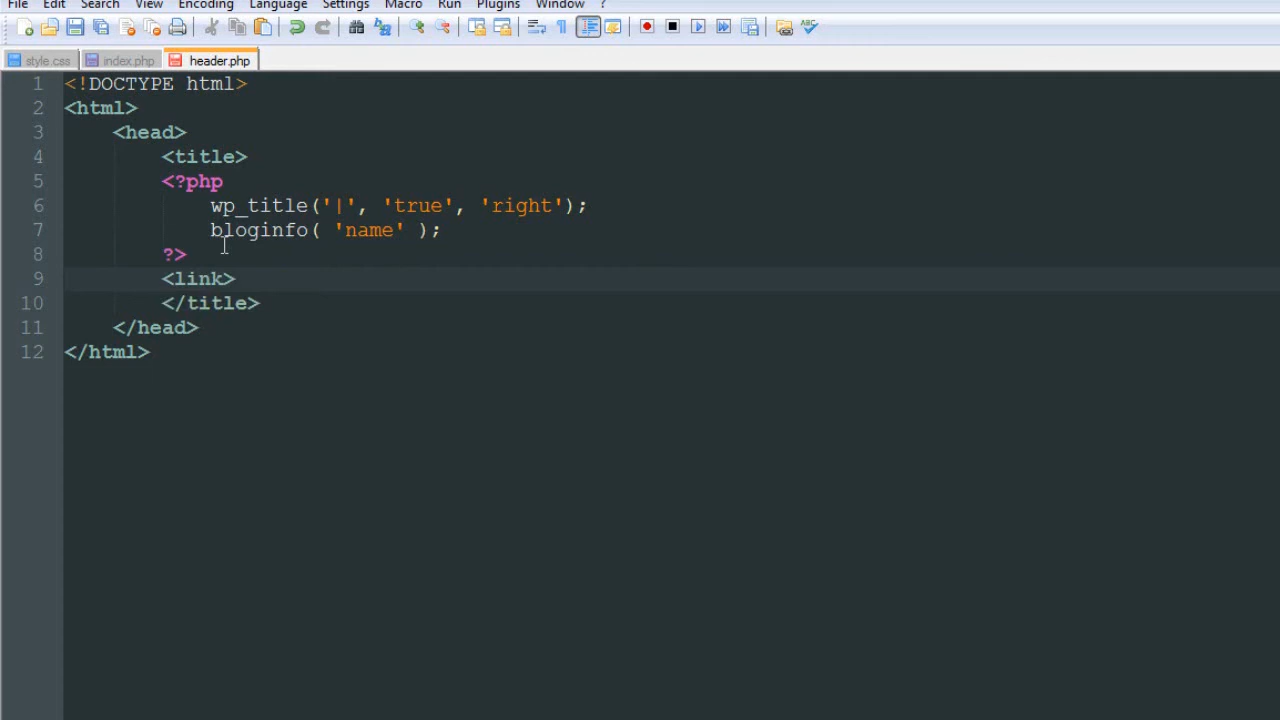 File Edit Search View Encoding Language Settings Macro Run Plugins Window ?
style.css index.php header.php
1 <!DOCTYPE html>
2 <html>
3 <head>
4 <title>
5 <?php
6 wp_title('|', 'true', 'right');
7 bloginfo( 'name' );
8 ?>
9 <link>
10 </title>
11 </head>
12 </html>